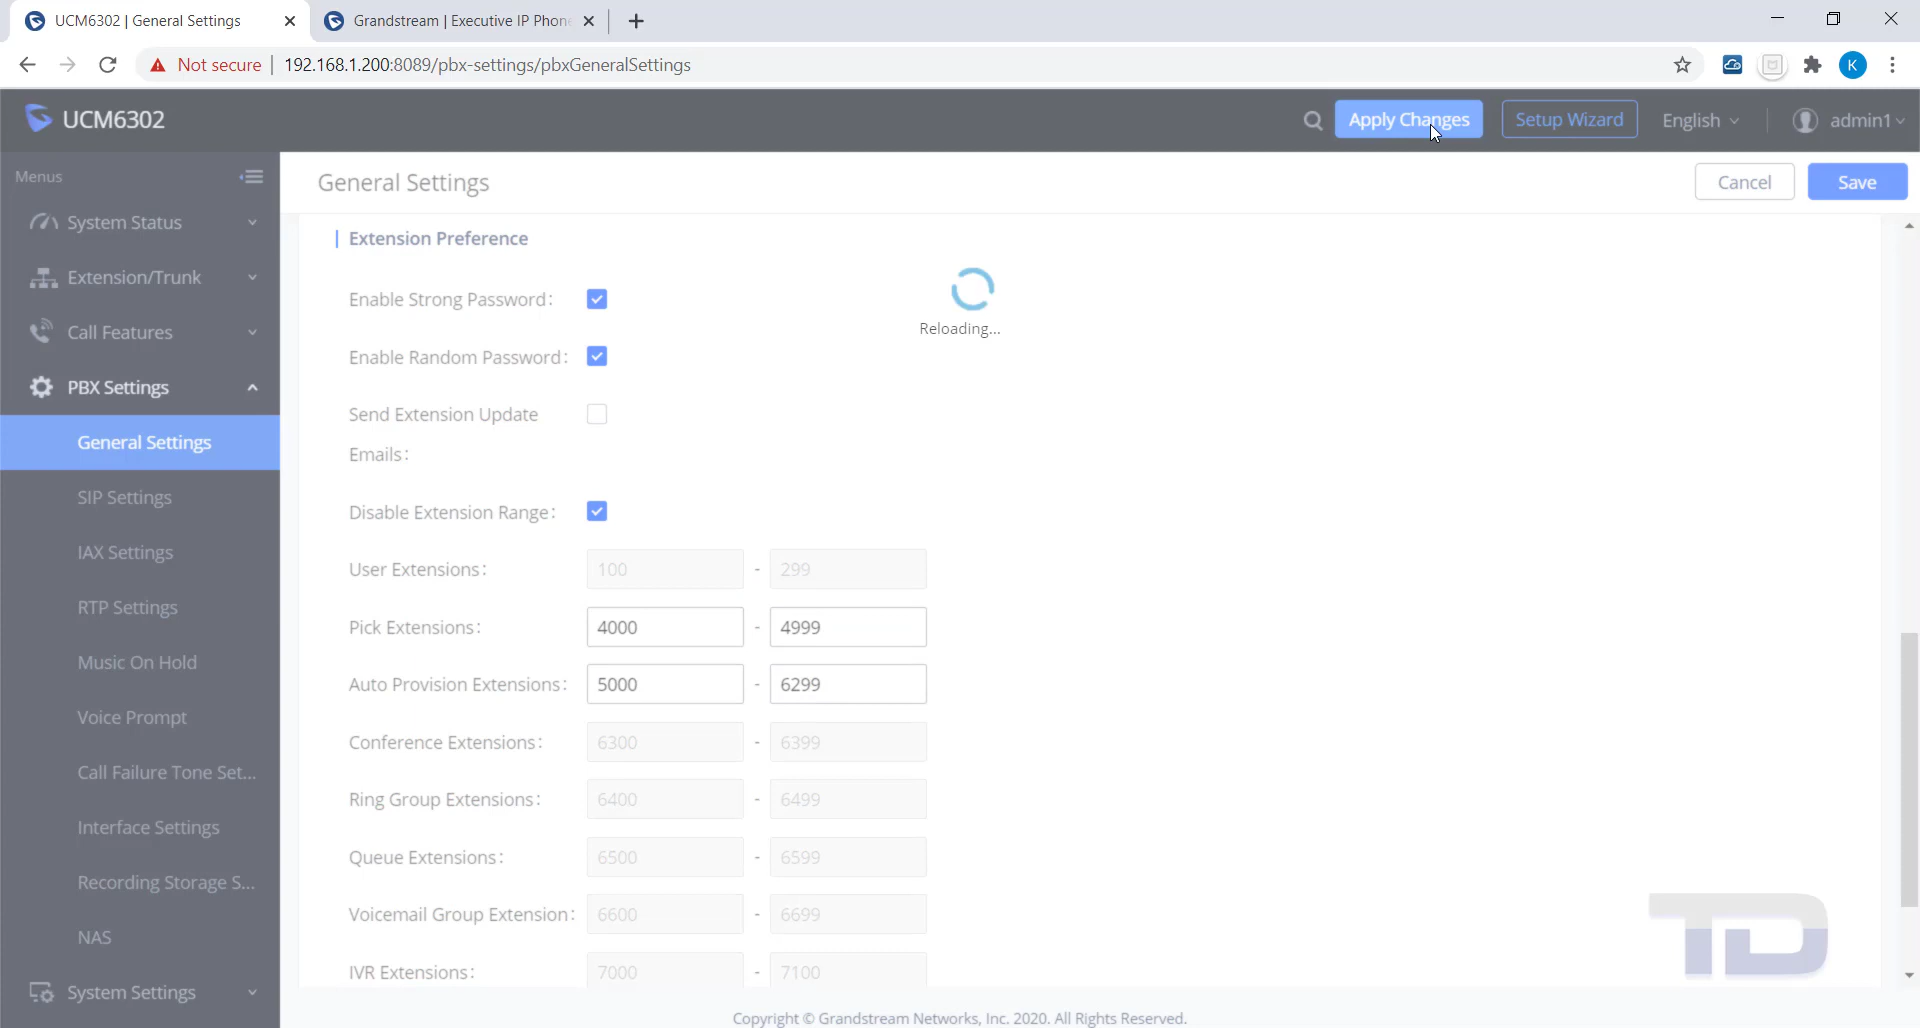 UCM6302 | General Settings
Grandstream | Executive IP Phon
Not secure | 192.168.1.200:8089/pbx-settings/pbxGeneralSettings
K
UCM6302
Apply Changes
Setup Wizard
English
admin1
Menus
General Settings
Cancel
Save
System Status
Extension/Trunk
Call Features
PBX Settings
General Settings
SIP Settings
IAX Settings
RTP Settings
Music On Hold
Voice Prompt
Call Failure Tone Set...
Interface Settings
Recording Storage S...
NAS
System Settings
Extension Preference
Enable Strong Password:
Reloading...
Enable Random Password:
Send Extension Update
Emails:
Disable Extension Range:
User Extensions: 100 - 299
Pick Extensions: 4000 - 4999
Auto Provision Extensions: 5000 - 6299
Conference Extensions: 6300 - 6399
Ring Group Extensions: 6400 - 6499
Queue Extensions: 6500 - 6599
Voicemail Group Extension: 6600 - 6699
IVR Extensions: 7000 - 7100
TD
Copyright © Grandstream Networks, Inc. 2020. All Rights Reserved.